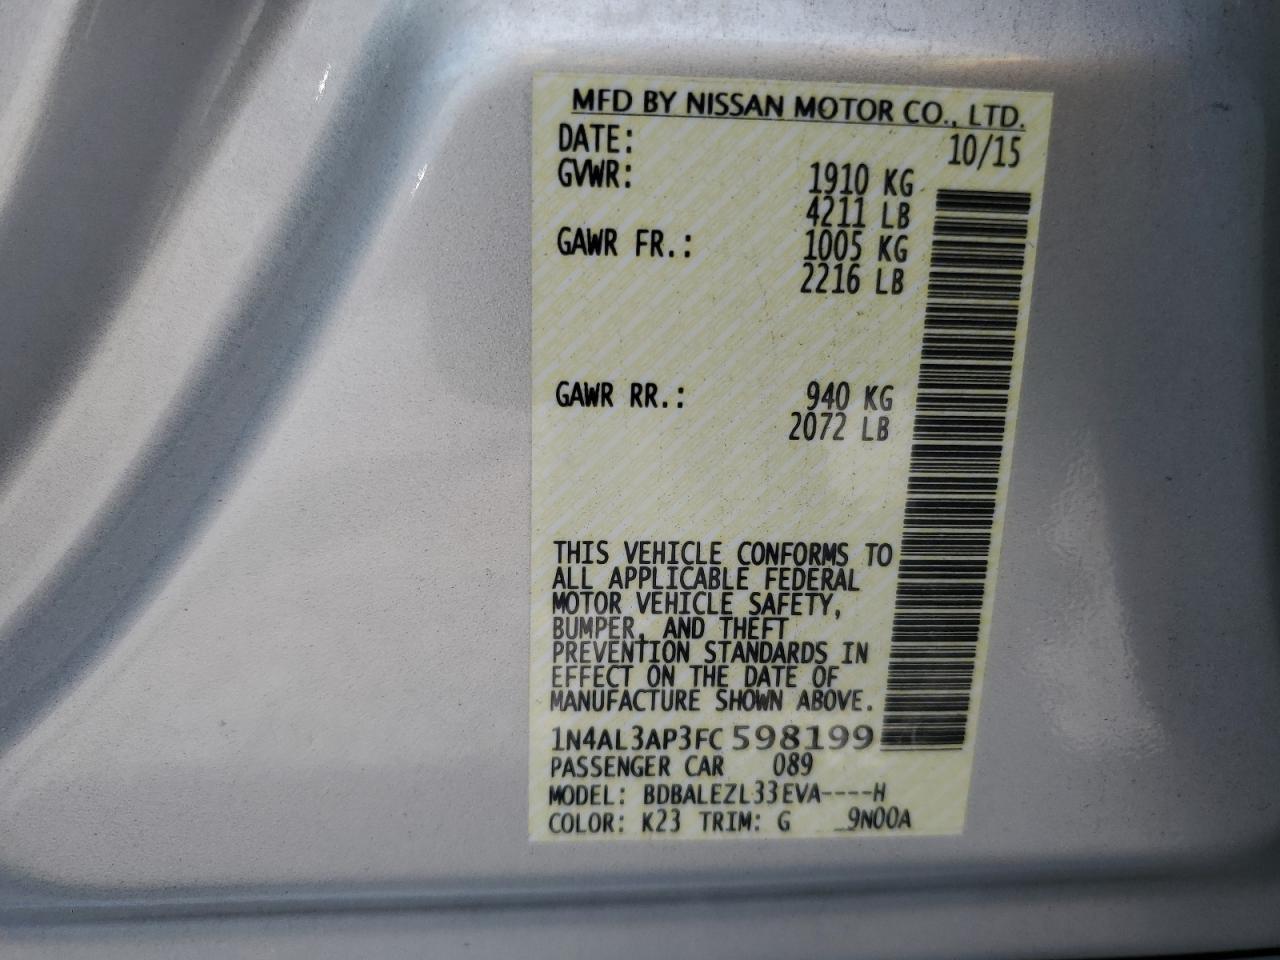 MFD BY NISSAN MOTOR CO., LTD.
DATE: 10/15
GVWR: 1910 KG
4211 LB
GAWR FR.: 1005 KG
2216 LB
GAWR RR.: 940 KG
2072 LB
THIS VEHICLE CONFORMS TO
ALL APPLICABLE FEDERAL
MOTOR VEHICLE SAFETY,
BUMPER, AND THEFT
PREVENTION STANDARDS IN
EFFECT ON THE DATE OF
MANUFACTURE SHOWN ABOVE.
1N4AL3AP3FC598199
PASSENGER CAR 089
MODEL: BDBALEZL33EVA----H
COLOR: K23 TRIM: G _9N00A